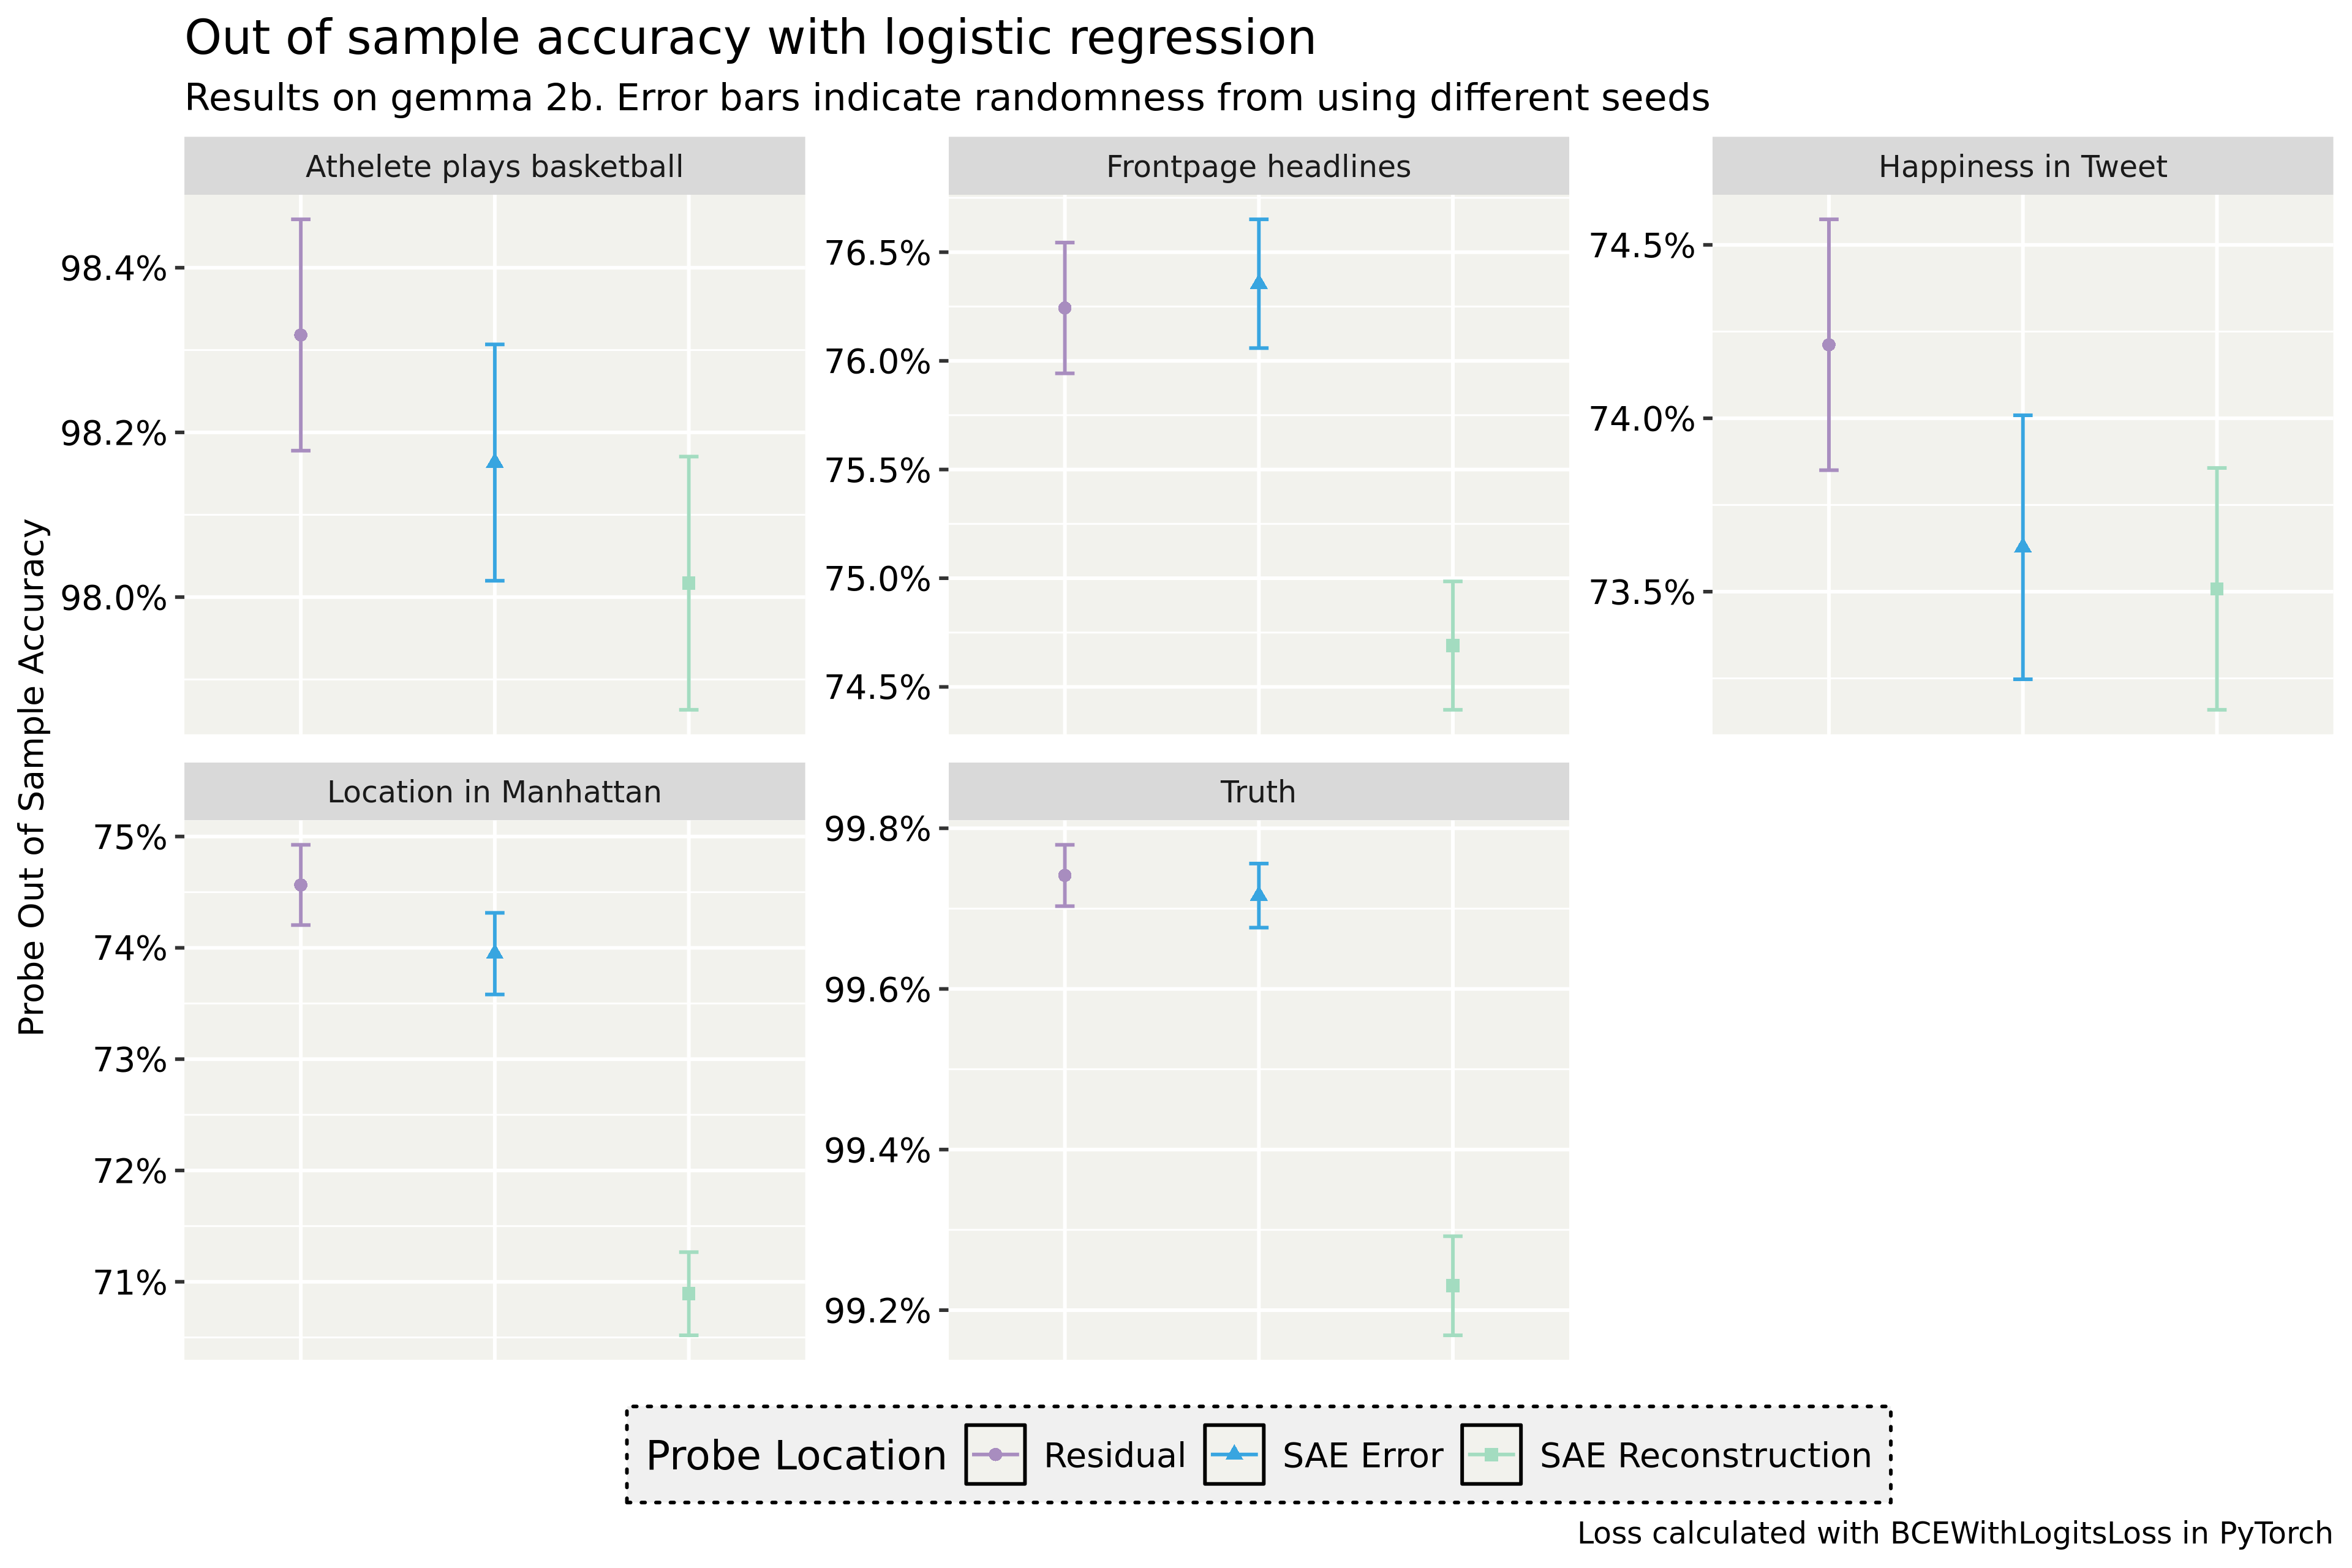 Out of sample accuracy with logistic regression
Results on gemma 2b. Error bars indicate randomness from using different seeds
Athelete plays basketball
Frontpage headlines
Happiness in Tweet
98.4%
98.2%
98.0%
76.5%
76.0%
75.5%
75.0%
74.5%
74.5%
74.0%
73.5%
Probe Out of Sample Accuracy
Location in Manhattan
Truth
75%
74%
73%
72%
71%
99.8%
99.6%
99.4%
99.2%
Probe Location Residual SAE Error SAE Reconstruction
Loss calculated with BCEWithLogitsLoss in PyTorch